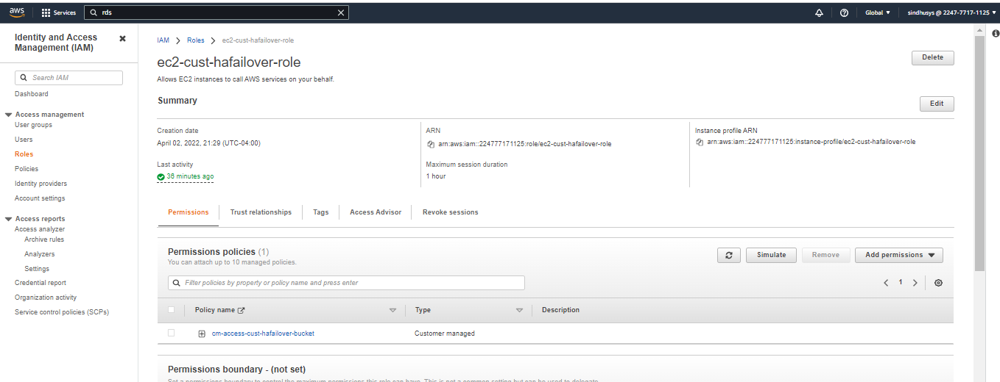 aws Services rds Global sindhusys @ 2247-7717-1125
Identity and Access
Management (IAM)
Search IAM
Dashboard
Access management
User groups
Users
Roles
Policies
Identity providers
Account settings
Access reports
Access analyzer
Archive rules
Analyzers
Settings
Credential report
Organization activity
Service control policies (SCPs)
IAM Roles ec2-cust-hafailover-role
ec2-cust-hafailover-role
Delete
Allows EC2 instances to call AWS services on your behalf.
Summary
Edit
Creation date
April 02, 2022, 21:29 (UTC-04:00)
Last activity
36 minutes ago
ARN
arn:aws:iam::224777171125:role/ec2-cust-hafailover-role
Maximum session duration
1 hour
Instance profile ARN
arn:aws:iam::224777171125:instance-profile/ec2-cust-hafailover-role
Permissions Trust relationships Tags Access Advisor Revoke sessions
Permissions policies (1)
You can attach up to 10 managed policies.
Simulate Remove Add permissions
Filter policies by property or policy name and press enter
1
Policy name Type Description
cm-access-cust-hafailover-bucket Customer managed
Permissions boundary - (not set)
Set a permissions boundary to control the maximum permissions this role can have. This is not a common setting but can be used to delegate